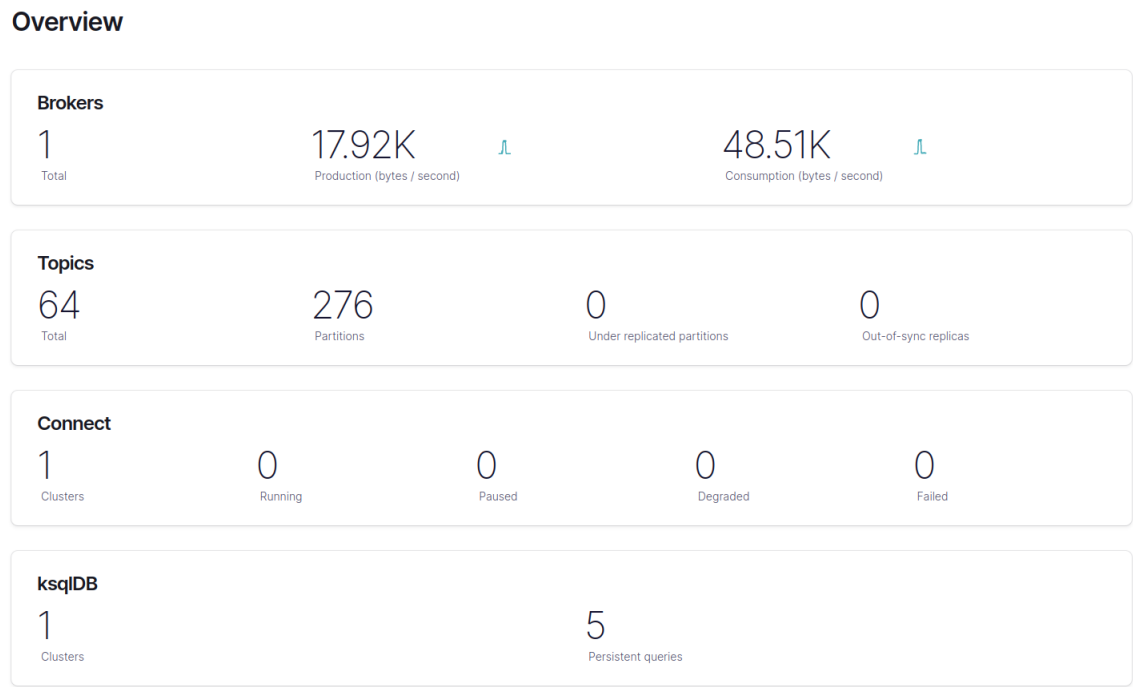 Overview
Brokers
1 17.92K 48.51K
Total Production (bytes / second) Consumption (bytes / second)
Topics
64 276 0 0
Total Partitions Under replicated partitions Out-of-sync replicas
Connect
1 0 0 0 0
Clusters Running Paused Degraded Failed
ksqlDB
1 5
Clusters Persistent queries